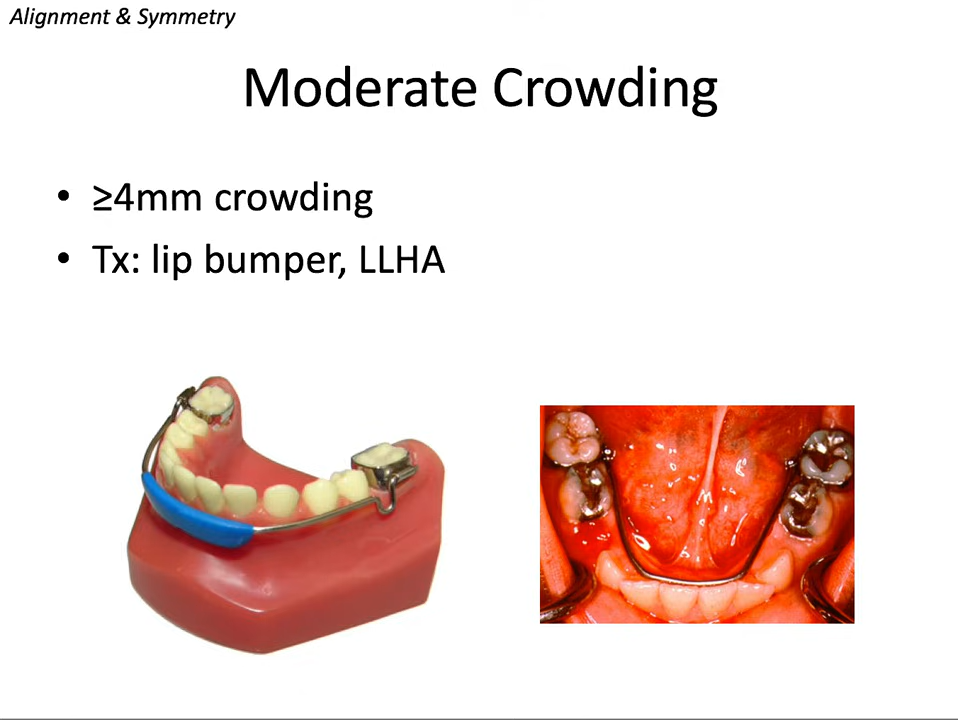 Alignment & Symmetry
Moderate Crowding
• ≥4mm crowding
• Tx: lip bumper, LLHA